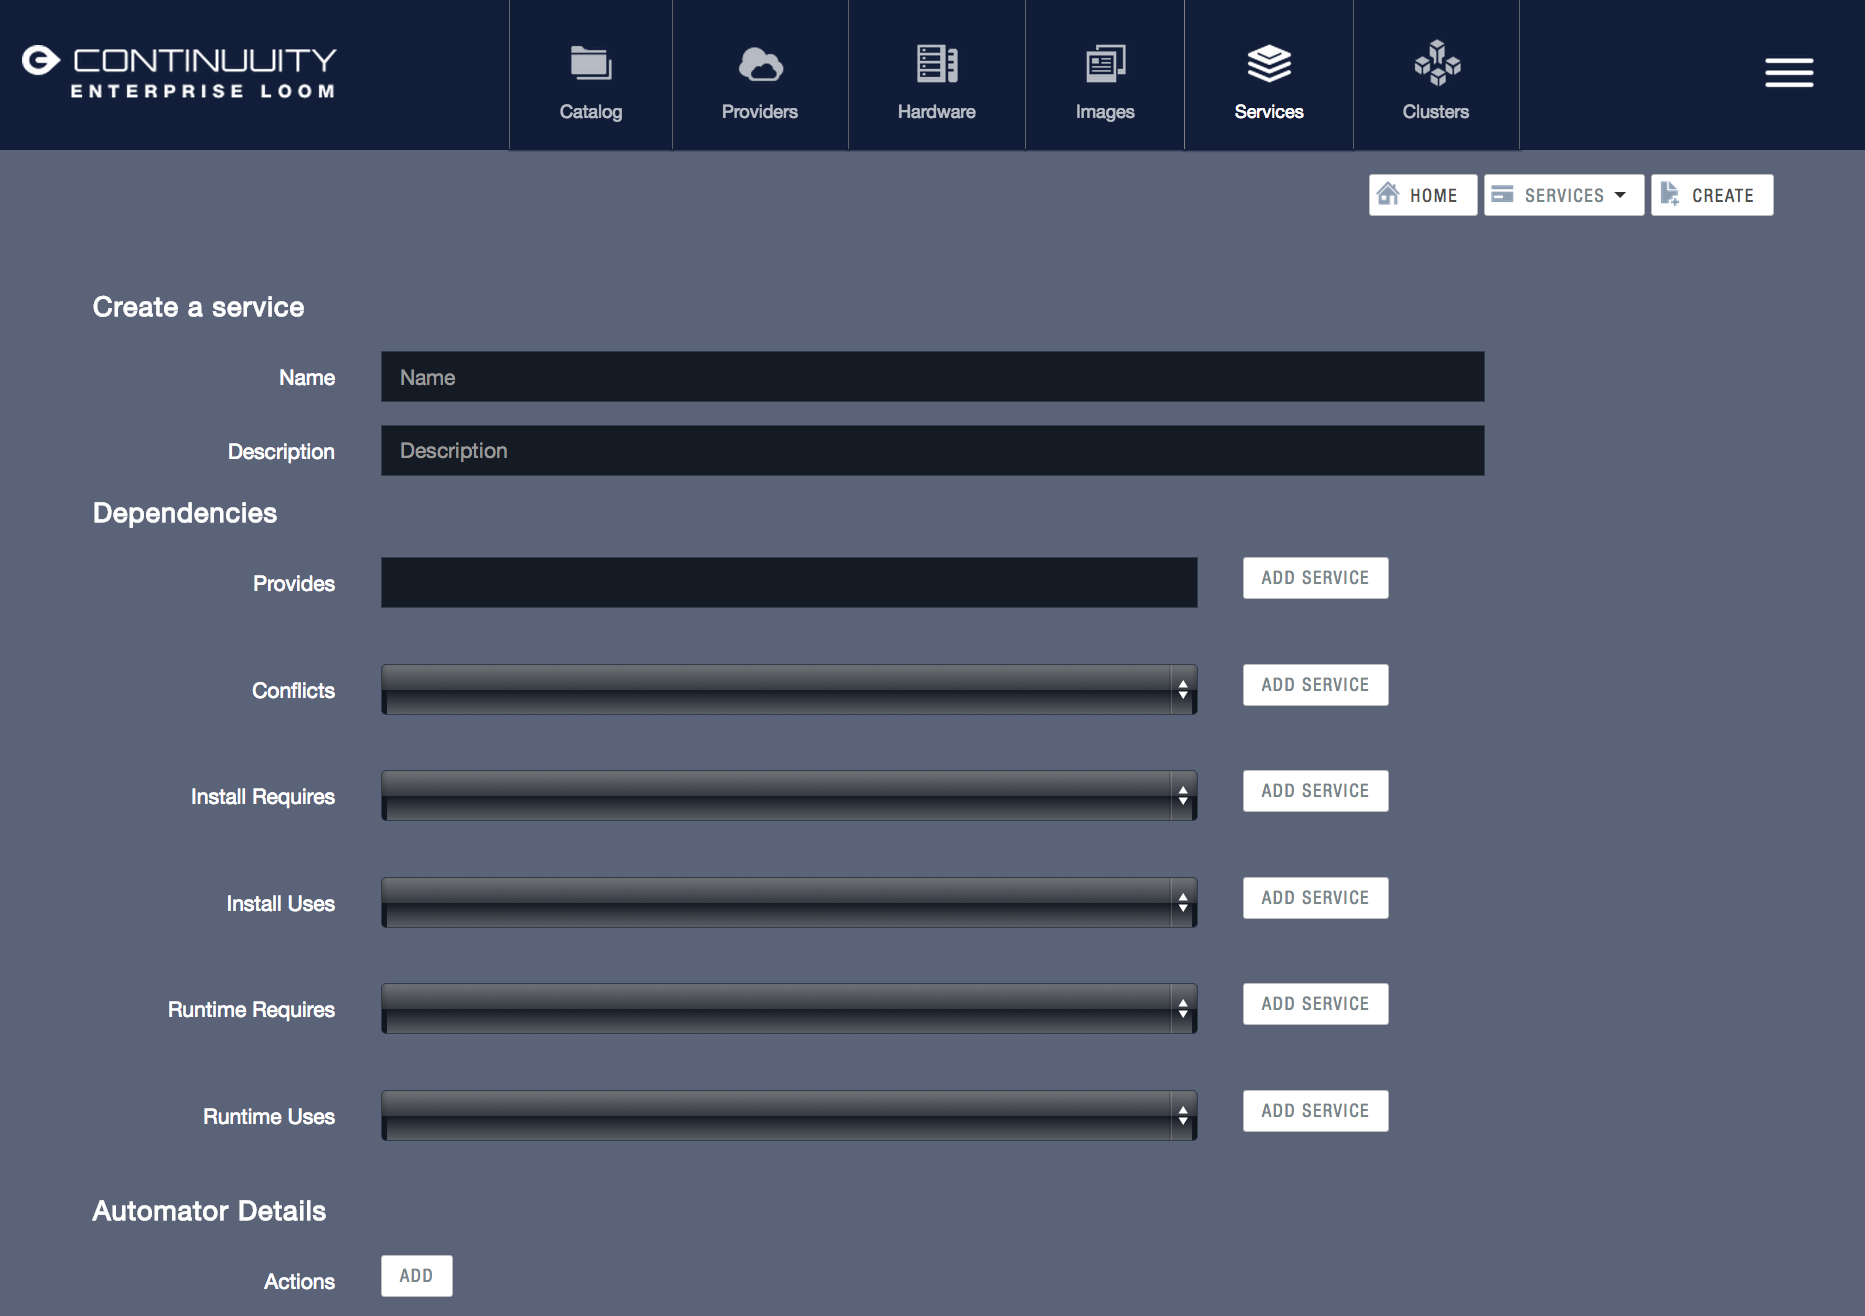 CONTINUUITY
ENTERPRISE LOOM
Catalog
Providers
Hardware
Images
Services
Clusters
HOME
SERVICES
CREATE
Create a service
Name
Name
Description
Description
Dependencies
Provides
ADD SERVICE
Conflicts
ADD SERVICE
Install Requires
ADD SERVICE
Install Uses
ADD SERVICE
Runtime Requires
ADD SERVICE
Runtime Uses
ADD SERVICE
Automator Details
Actions
ADD